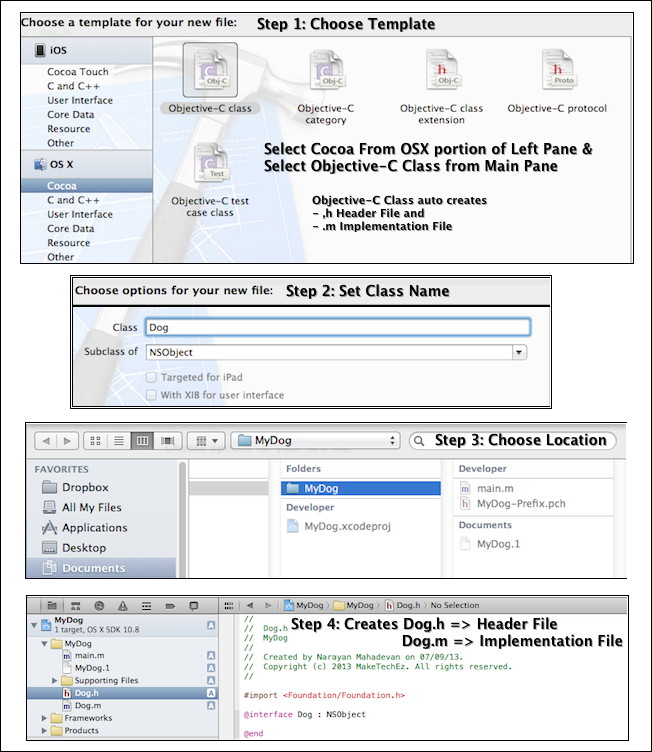 Choose a template for your new file:
Step 1: Choose Template
iOS
Cocoa Touch
C and C++
User Interface
Core Data
Resource
Other
OS X
Cocoa
C and C++
User Interface
Core Data
Resource
Other
Obj-C
Objective-C class
C
Obj-C
Objective-C
category
h
Obj-C
Objective-C class
extension
h
Proto
Objective-C protocol
Test
Objective-C test
case class
Select Cocoa From OSX portion of Left Pane &
Select Objective-C Class from Main Pane
Objective-C Class auto creates
- ,h Header File and
- .m Implementation File
Choose options for your new file:
Step 2: Set Class Name
Class
Dog
Subclass of
NSObject
Targeted for iPad
With XIB for user interface
MyDog
Step 3: Choose Location
FAVORITES
Dropbox
All My Files
Applications
Desktop
Documents
Folders
MyDog
Developer
MyDog.xcodeproj
Developer
m main.m
h MyDog-Prefix.pch
Documents
MyDog.1
MyDog
1 target, OS X SDK 10.8
A
MyDog
m main.m
A
MyDog.1
A
Supporting Files
h Dog.h
A
m Dog.m
A
Frameworks
Products
MyDog
MyDog
h Dog.h
No Selection
Step 4: Creates Dog.h => Header File
Dog.m => Implementation File
//
// Dog.h
// MyDog
//
// Created by Narayan Mahadevan on 07/09/13.
// Copyright (c) 2013 MakeTechEz. All rights reserved.
//
#import <Foundation/Foundation.h>
@interface Dog : NSObject
@end